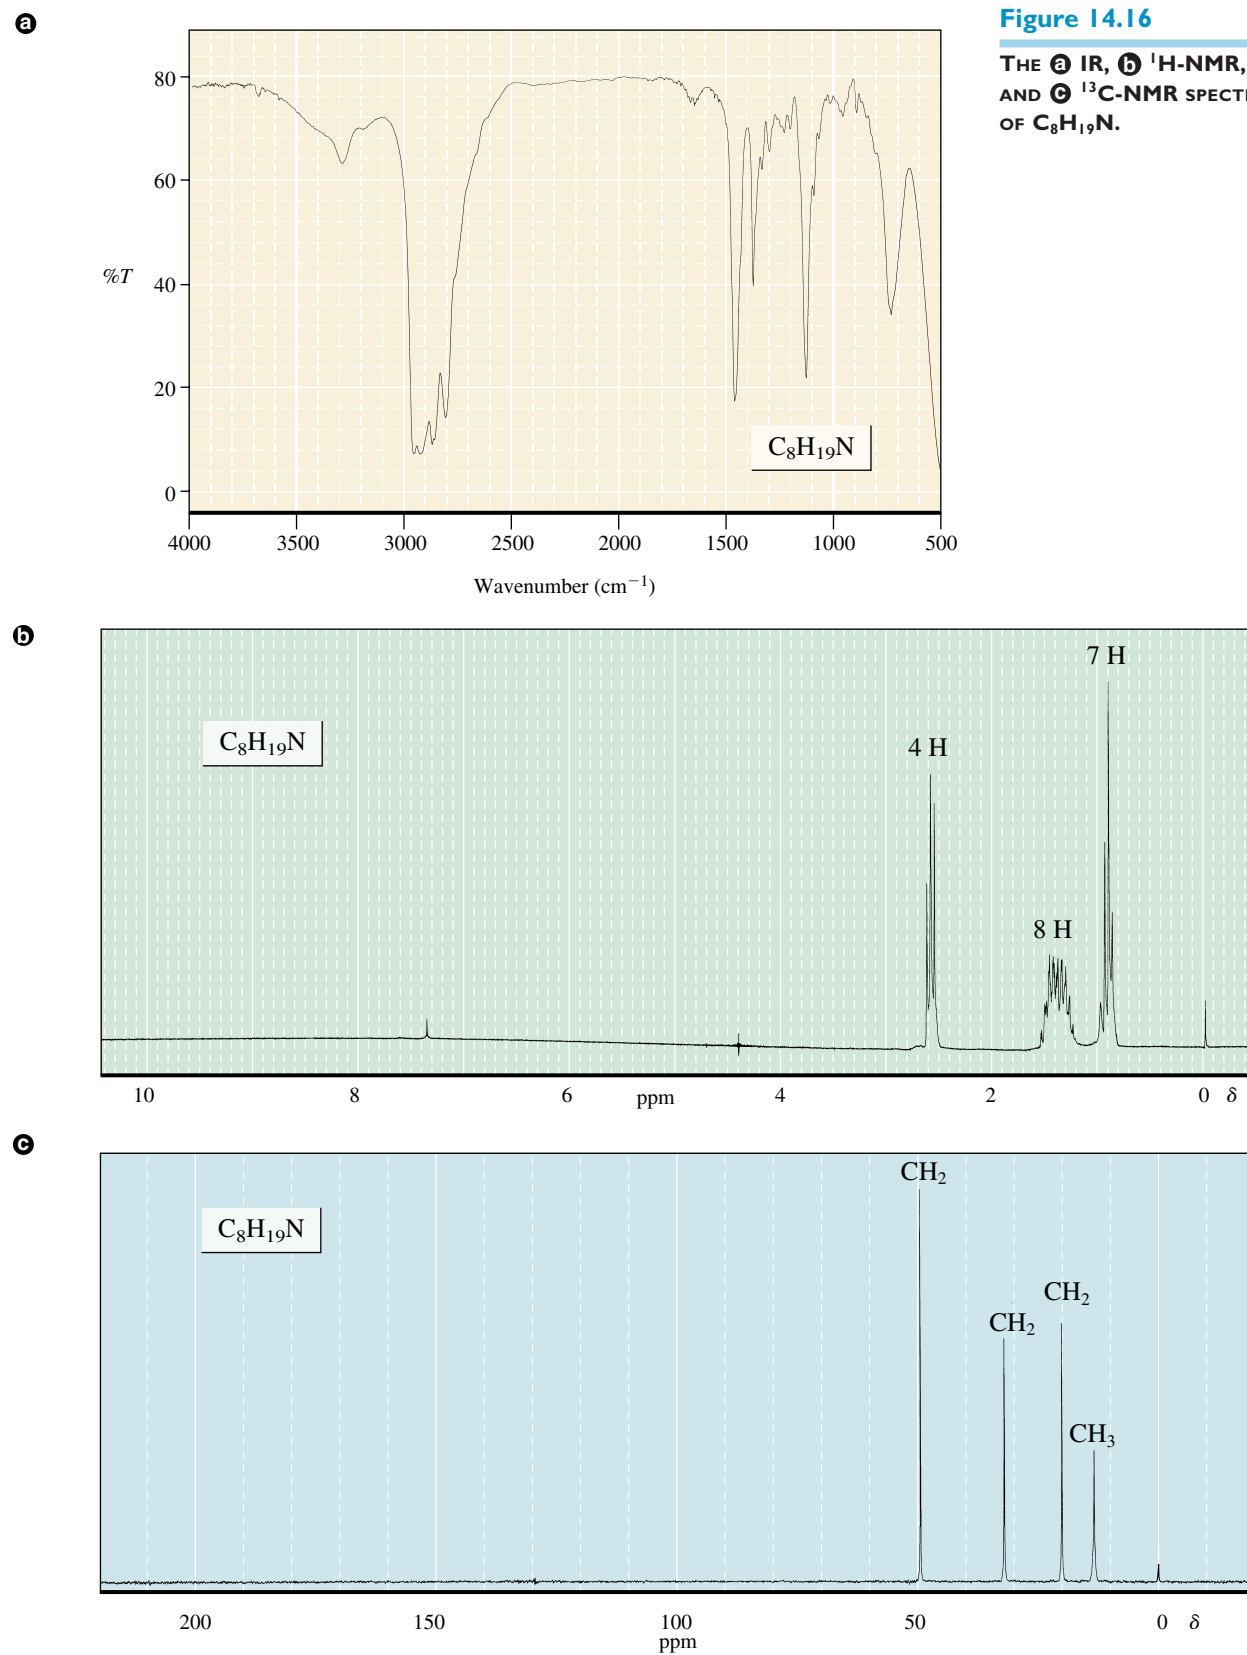 a
Figure 14.16
THE a IR, b ¹H-NMR,
AND c ¹³C-NMR
OF C₈H₁₉N.
80
60
%T
40
20
0
C₈H₁₉N
4000 3500 3000 2500 2000 1500 1000 500
Wavenumber (cm⁻¹)
b
7 H
C₈H₁₉N
4 H
8 H
10 8 6 ppm 4 2 0 δ
c
CH₂
C₈H₁₉N
CH₂
CH₂
CH₃
200 150 100 50 0 δ
ppm